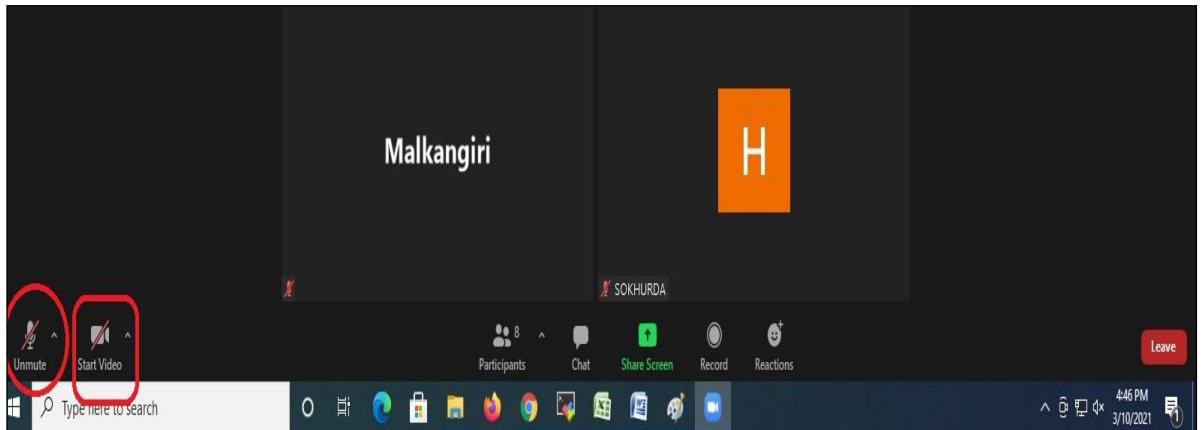 Malkangiri
H
SOKHURDA
8
Unmute
Start Video
Participants
Chat
Share Screen
Record
Reactions
Leave
Type here to search
4:46 PM
3/10/2021
1